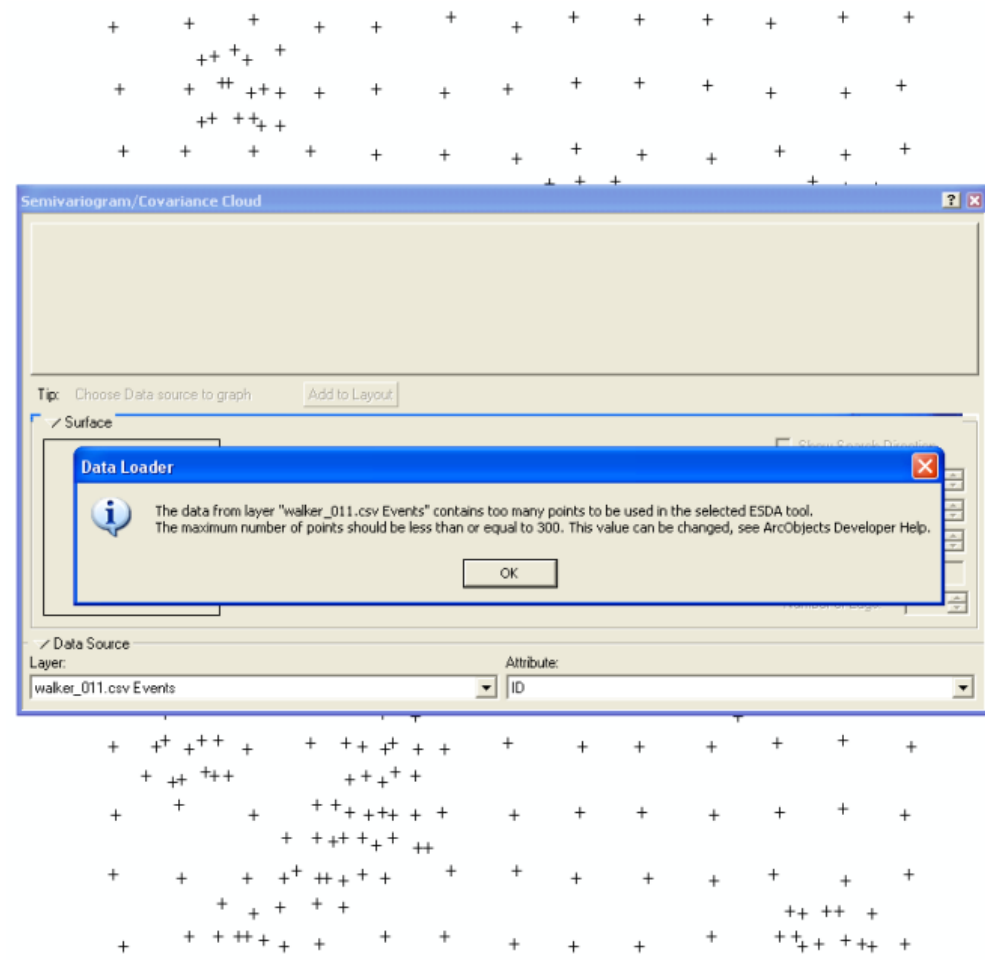 Semivariogram/Covariance Cloud
Tip: Choose Data source to graph Add to Layout
Surface
Show Search Direction
Data Loader
The data from layer "walker_011.csv Events" contains too many points to be used in the selected ESDA tool.
The maximum number of points should be less than or equal to 300. This value can be changed, see ArcObjects Developer Help.
OK
Data Source
Layer: Attribute:
walker_011.csv Events ID